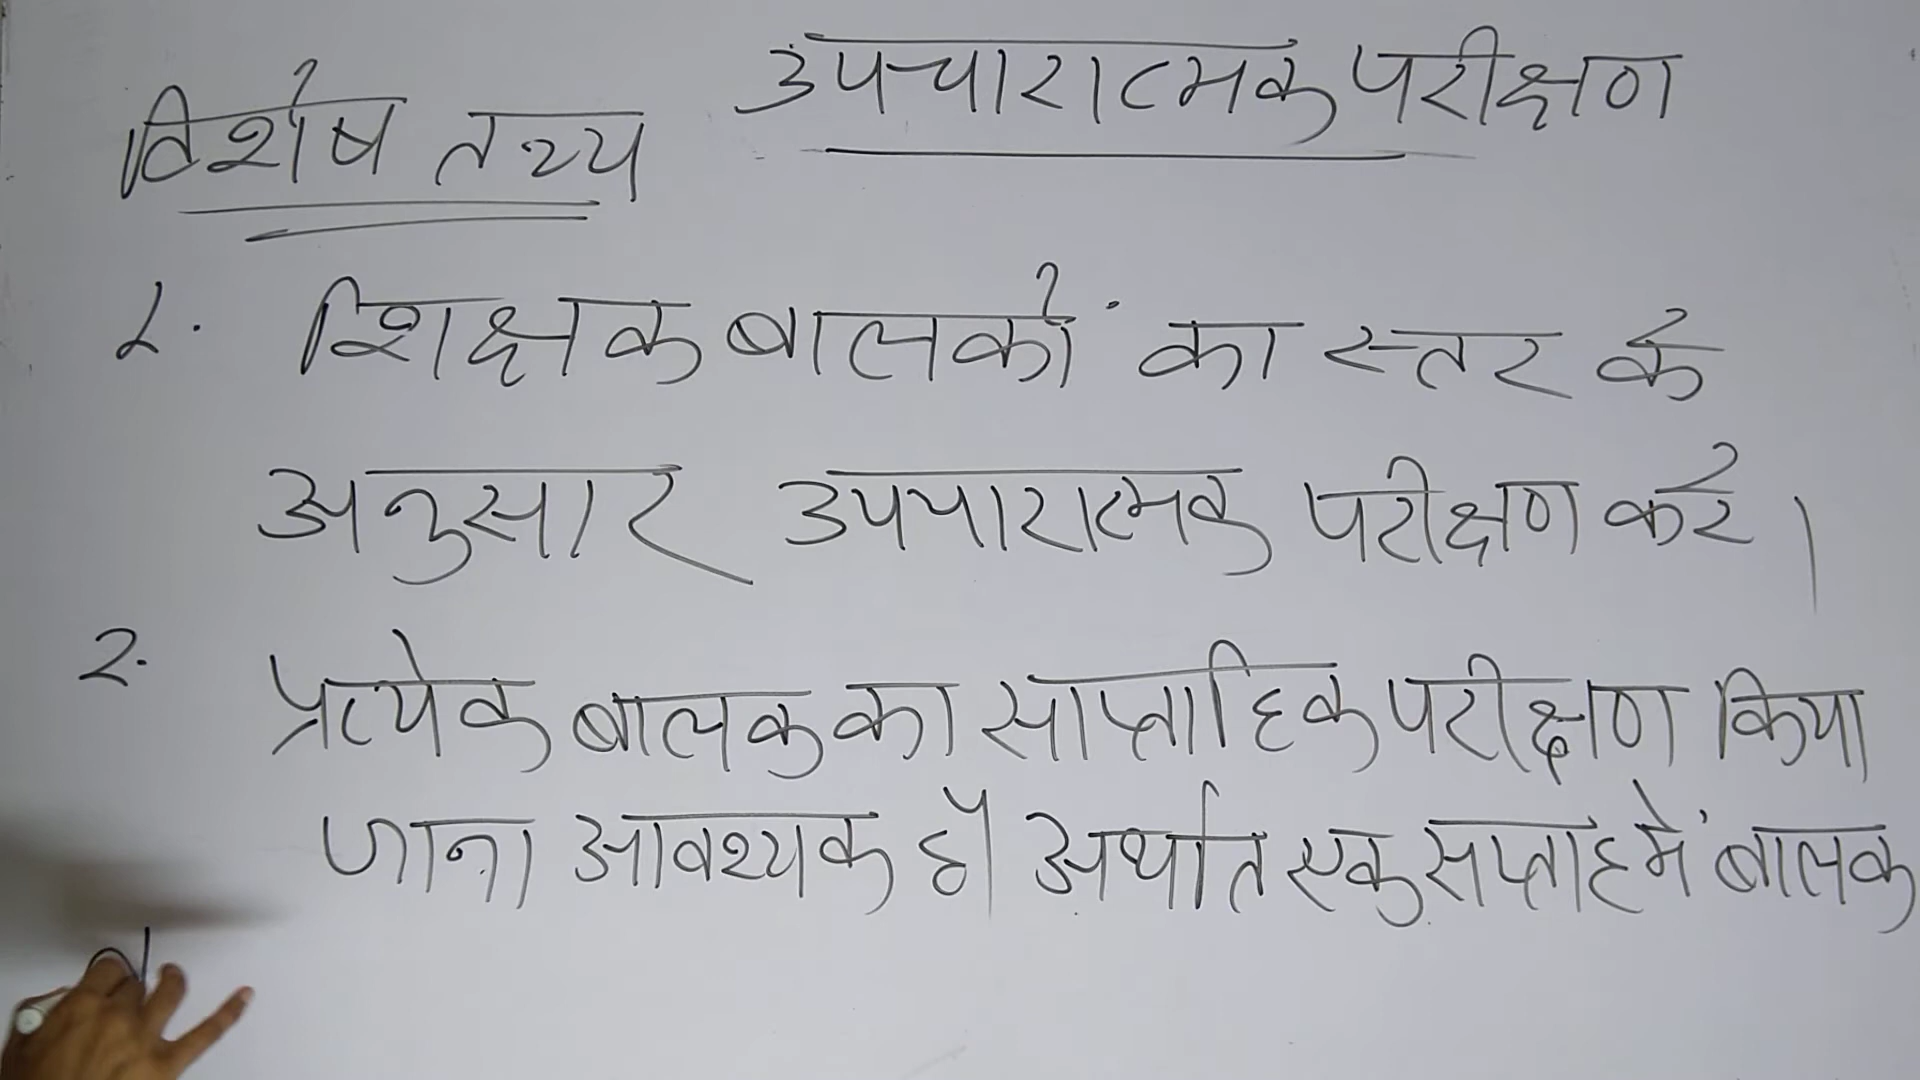 उपचारात्मक परीक्षण
विशेष तथ्य
1. शिक्षक बालकों का स्तर के
अनुसार उपचारात्मक परीक्षण करे।
2. प्रत्येक बालक का साप्ताहिक परीक्षण किया
जाना आवश्यक है। अर्थात एक सप्ताह में बालक